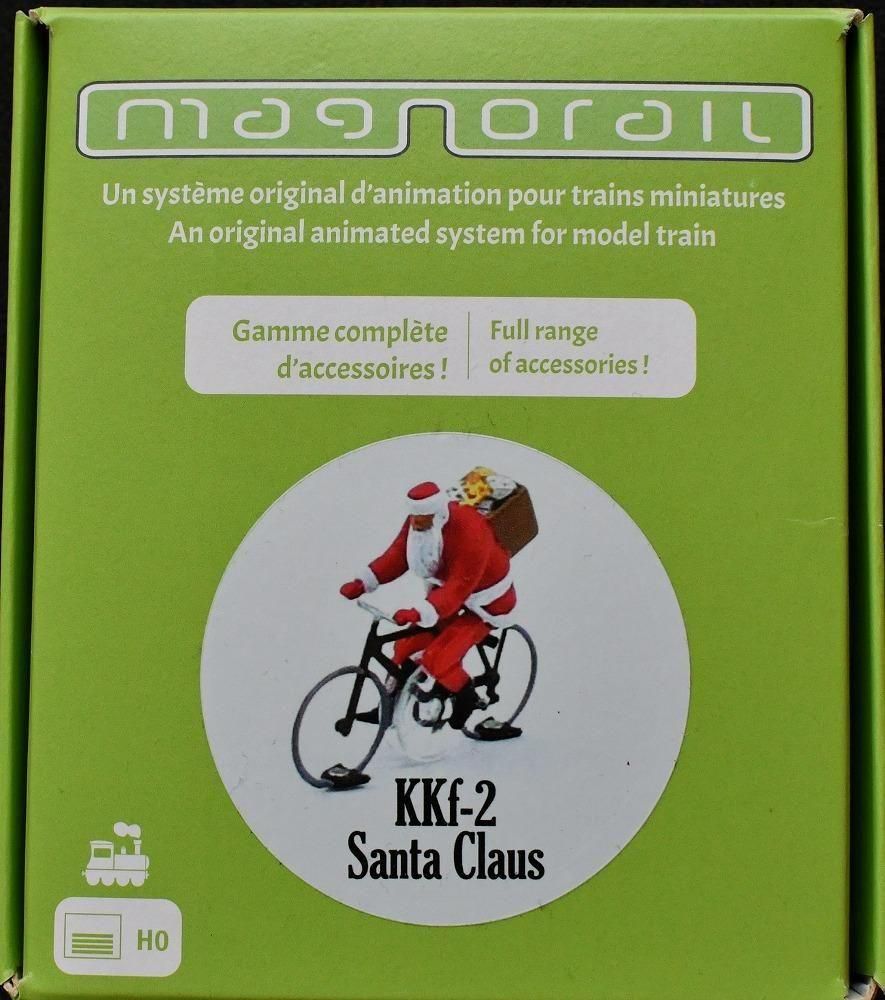 magnorail
Un système original d'animation pour trains miniatures
An original animated system for model train
Gamme complète
d'accessoires !
Full range
of accessories !
KKf-2
Santa Claus
H0